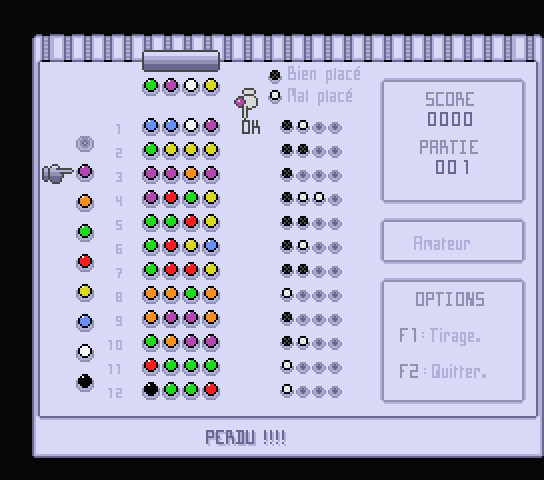 Bien placé
Mal placé
OK
1
2
3
4
5
6
7
8
9
10
11
12
SCORE
0000
PARTIE
001
Amateur
OPTIONS
F1: Tirage.
F2: Quitter.
PERDU !!!!